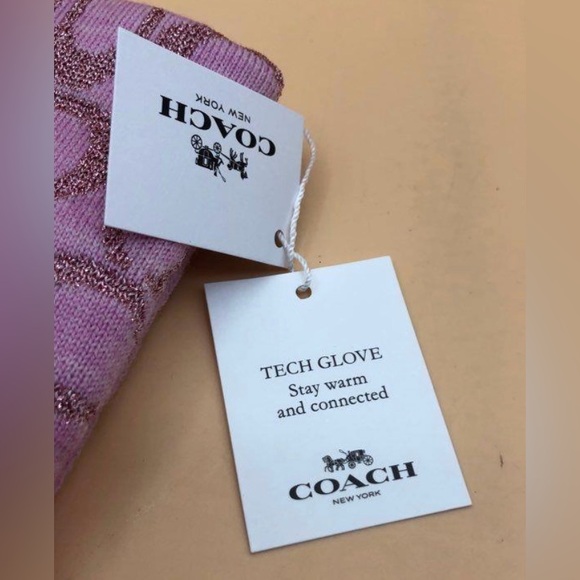 COACH
NEW YORK
TECH GLOVE
Stay warm
and connected
COACH
NEW YORK